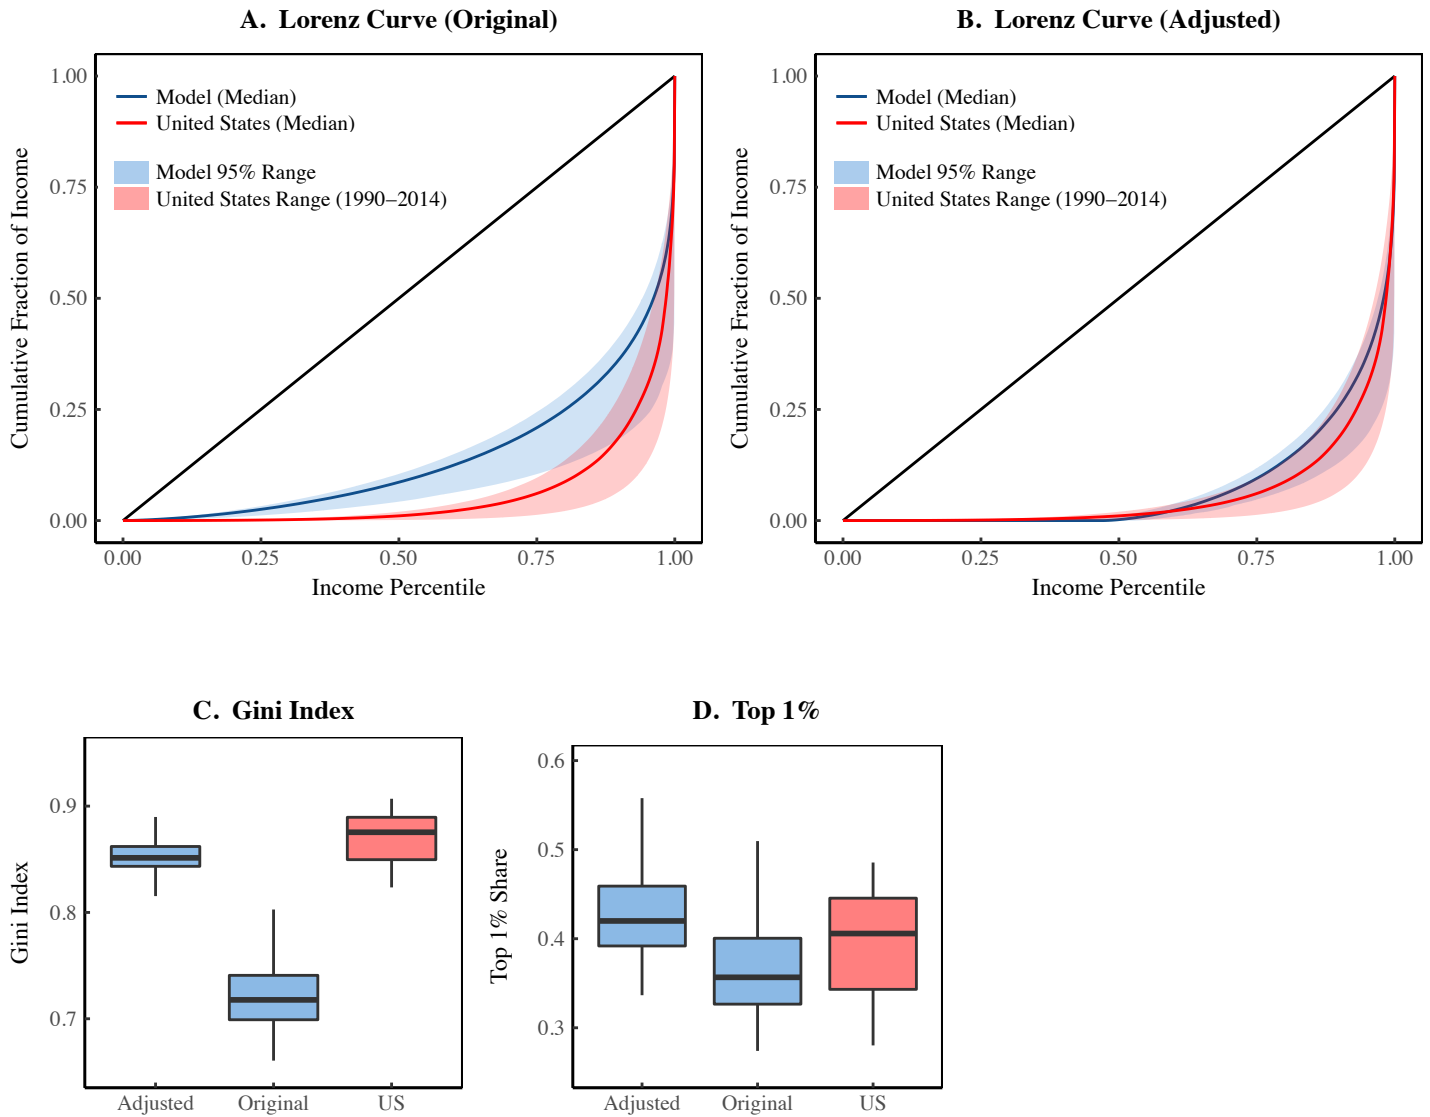 A. Lorenz Curve (Original)
Cumulative Fraction of Income
1.00
0.75
0.50
0.25
0.00
Model (Median)
United States (Median)
Model 95% Range
United States Range (1990–2014)
0.00 0.25 0.50 0.75 1.00
Income Percentile
B. Lorenz Curve (Adjusted)
Cumulative Fraction of Income
1.00
0.75
0.50
0.25
0.00
Model (Median)
United States (Median)
Model 95% Range
United States Range (1990–2014)
0.00 0.25 0.50 0.75 1.00
Income Percentile
C. Gini Index
Gini Index
0.9
0.8
0.7
Adjusted Original US
D. Top 1%
Top 1% Share
0.6
0.5
0.4
0.3
Adjusted Original US